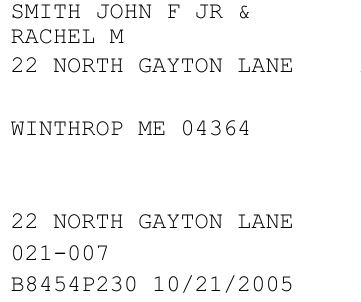 SMITH JOHN F JR &
RACHEL M
22 NORTH GAYTON LANE
WINTHROP ME 04364
22 NORTH GAYTON LANE
021-007
B8454P230 10/21/2005